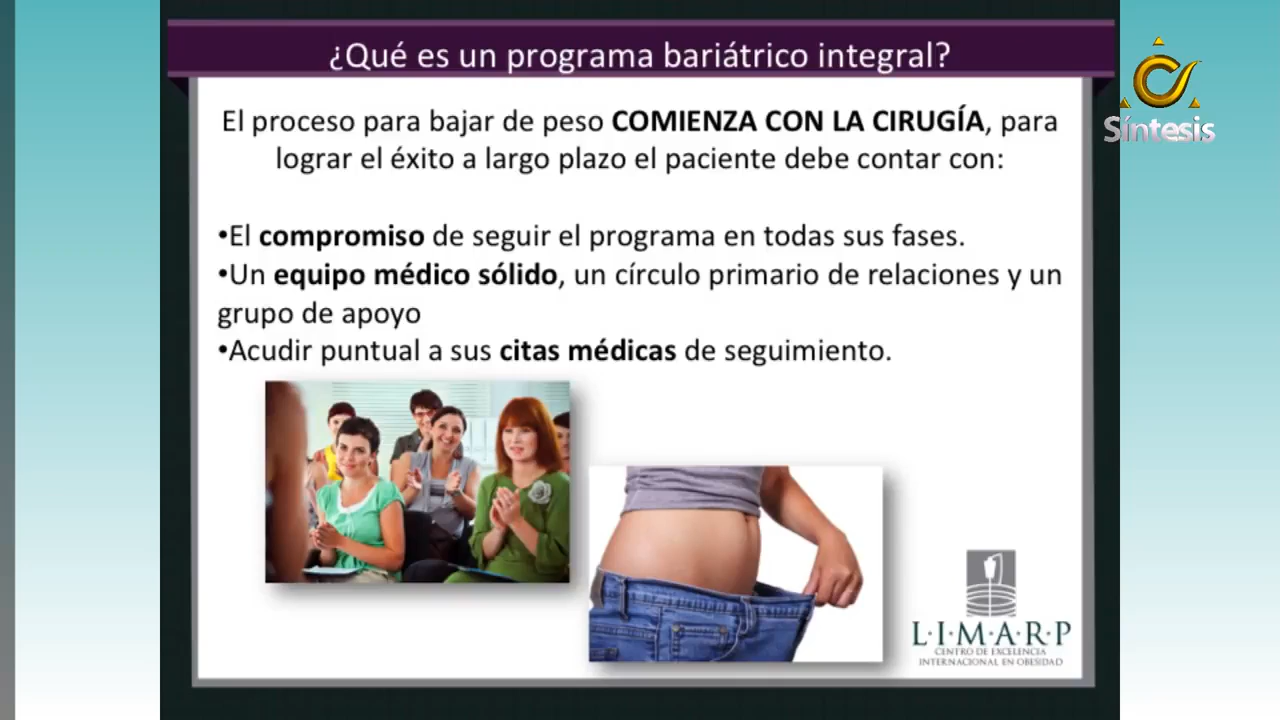 ¿Qué es un programa bariátrico integral?
El proceso para bajar de peso COMIENZA CON LA CIRUGÍA, para
lograr el éxito a largo plazo el paciente debe contar con:
•El compromiso de seguir el programa en todas sus fases.
•Un equipo médico sólido, un círculo primario de relaciones y un
grupo de apoyo
•Acudir puntual a sus citas médicas de seguimiento.
Síntesis
L·I·M·A·R·P
CENTRO DE EXCELENCIA
INTERNACIONAL EN OBESIDAD